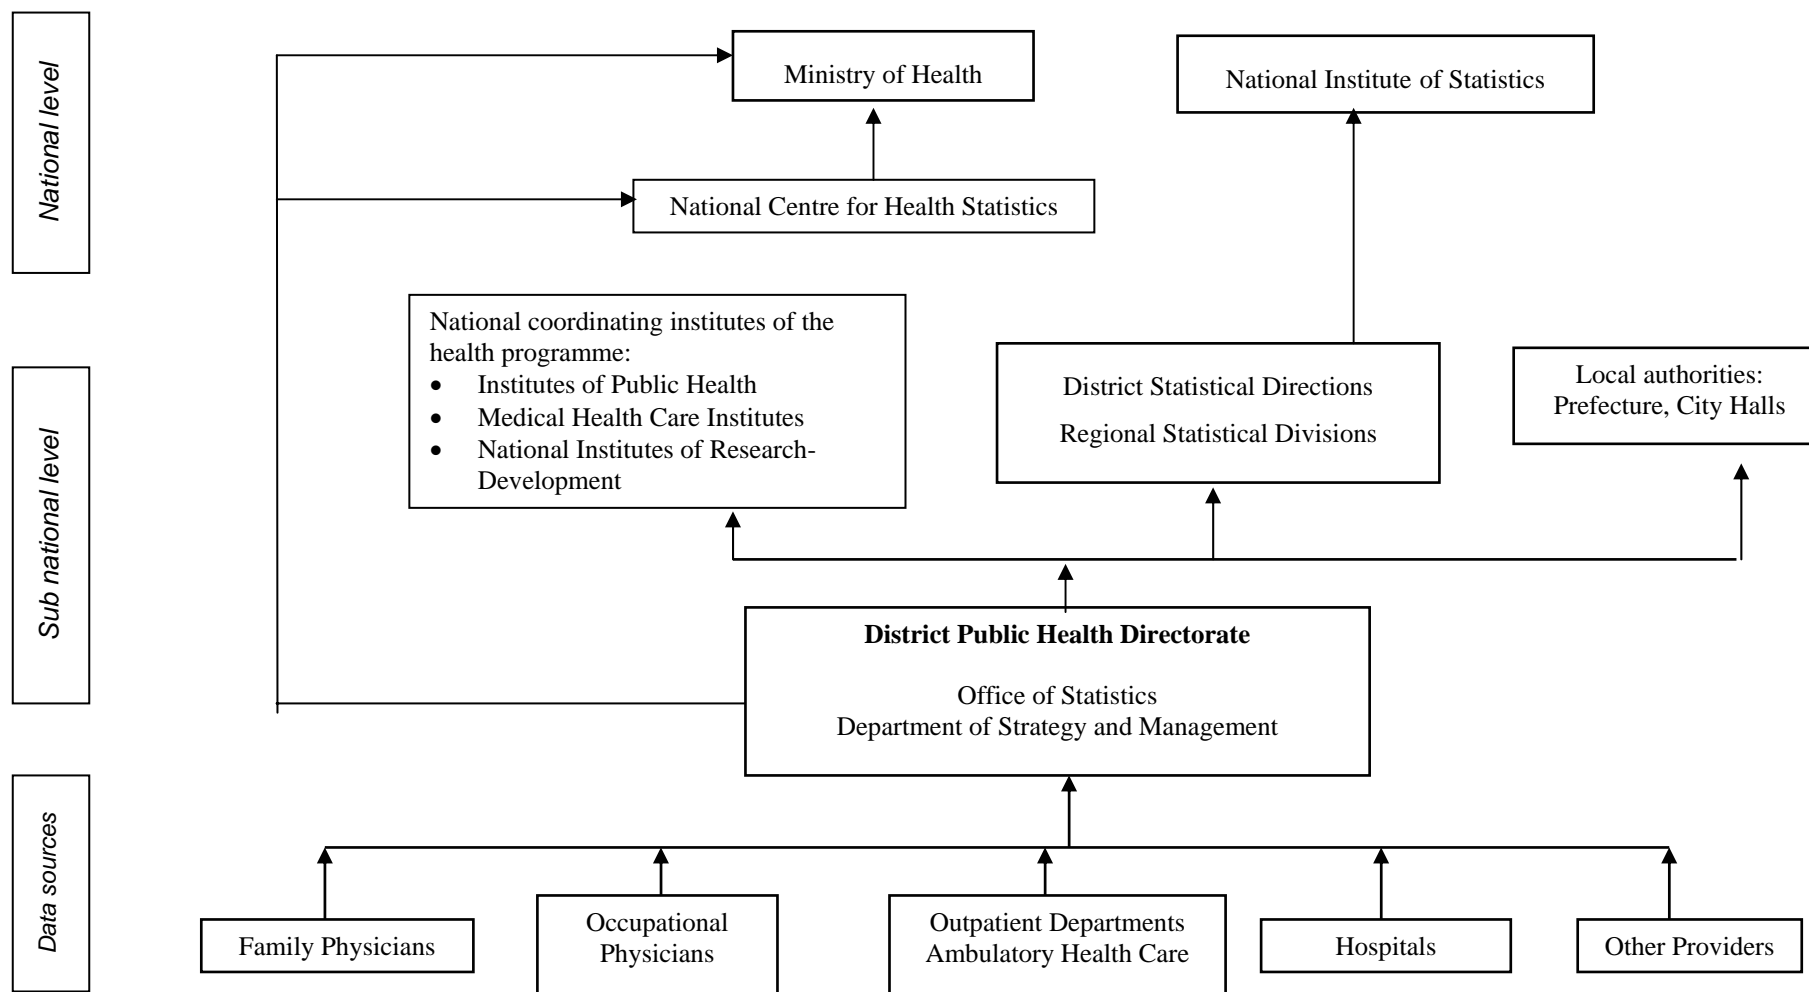 National level
Ministry of Health
National Institute of Statistics
National Centre for Health Statistics
Sub national level
National coordinating institutes of the
health programme:
• Institutes of Public Health
• Medical Health Care Institutes
• National Institutes of Research-
Development
District Statistical Directions
Regional Statistical Divisions
Local authorities:
Prefecture, City Halls
District Public Health Directorate
Office of Statistics
Department of Strategy and Management
Data sources
Family Physicians
Occupational
Physicians
Outpatient Departments
Ambulatory Health Care
Hospitals
Other Providers